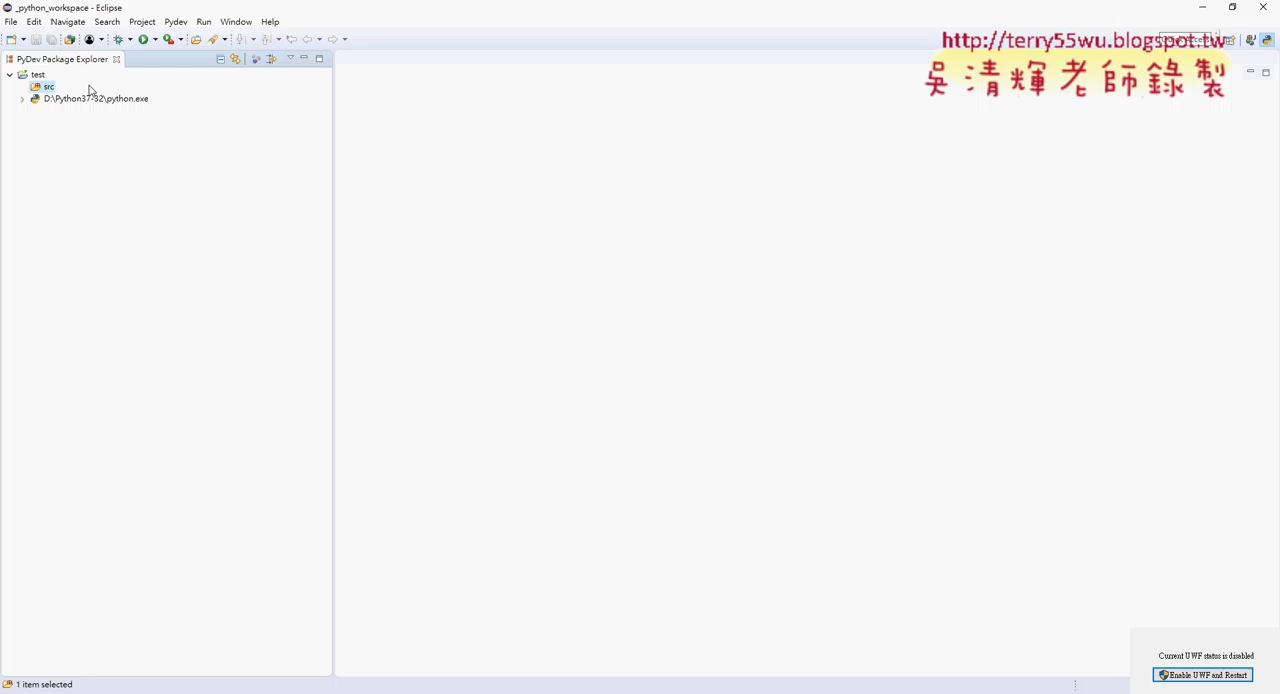 _python_workspace - Eclipse
File Edit Navigate Search Project Pydev Run Window Help
http://terry55wu.blogspot.tw
吳清輝老師錄製
PyDev Package Explorer
test
src
D:\Python37-32\python.exe
Current UWF status is disabled
Enable UWF and Restart
1 item selected